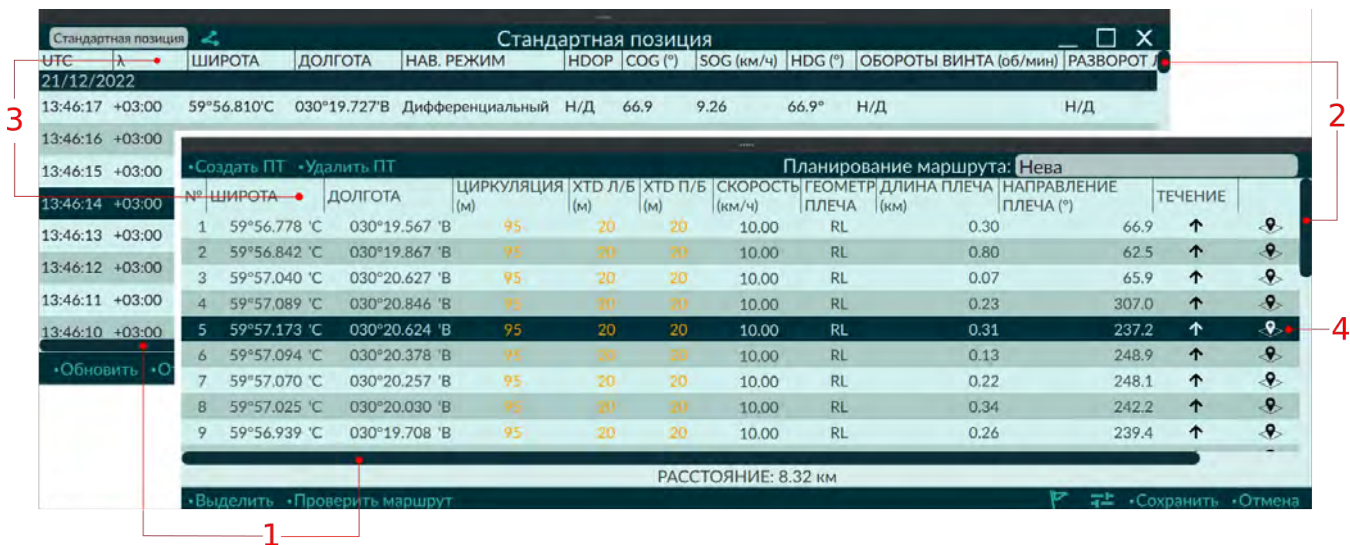 Стандартная позиция Стандартная позиция
UTC λ ШИРОТА ДОЛГОТА НАВ. РЕЖИМ HDOP COG (°) SOG (км/ч) HDG (°) ОБОРОТЫ ВИНТА (об/мин) РАЗВОРОТ
21/12/2022
13:46:17 +03:00 59°56.810'С 030°19.727'В Дифференциальный Н/Д 66.9 9.26 66.9° Н/Д Н/Д
3
2
13:46:16 +03:00
13:46:15 +03:00
13:46:14 +03:00
13:46:13 +03:00
13:46:12 +03:00
13:46:11 +03:00
13:46:10 +03:00
•Обновить
•Создать ПТ •Удалить ПТ Планирование маршрута: Нева
№ ШИРОТА ДОЛГОТА ЦИРКУЛЯЦИЯ (м) XTD Л/Б (м) XTD П/Б (м) СКОРОСТЬ (км/ч) ГЕОМЕТР ПЛЕЧА ДЛИНА ПЛЕЧА (км) НАПРАВЛЕНИЕ ПЛЕЧА (°) ТЕЧЕНИЕ
2
1 59°56.778 'С 030°19.567 'В 95 20 20 10.00 RL 0.30 66.9
2 59°56.842 'С 030°19.867 'В 95 20 20 10.00 RL 0.80 62.5
3 59°57.040 'С 030°20.627 'В 95 20 20 10.00 RL 0.07 65.9
4 59°57.089 'С 030°20.846 'В 95 20 20 10.00 RL 0.23 307.0
5 59°57.173 'С 030°20.624 'В 95 20 20 10.00 RL 0.31 237.2
4
6 59°57.094 'С 030°20.378 'В 95 20 20 10.00 RL 0.13 248.9
7 59°57.070 'С 030°20.257 'В 95 20 20 10.00 RL 0.22 248.1
8 59°57.025 'С 030°20.030 'В 95 20 20 10.00 RL 0.34 242.2
9 59°56.939 'С 030°19.708 'В 95 20 20 10.00 RL 0.26 239.4
РАССТОЯНИЕ: 8.32 км
•Выделить •Проверить маршрут •Сохранить •Отмена
1